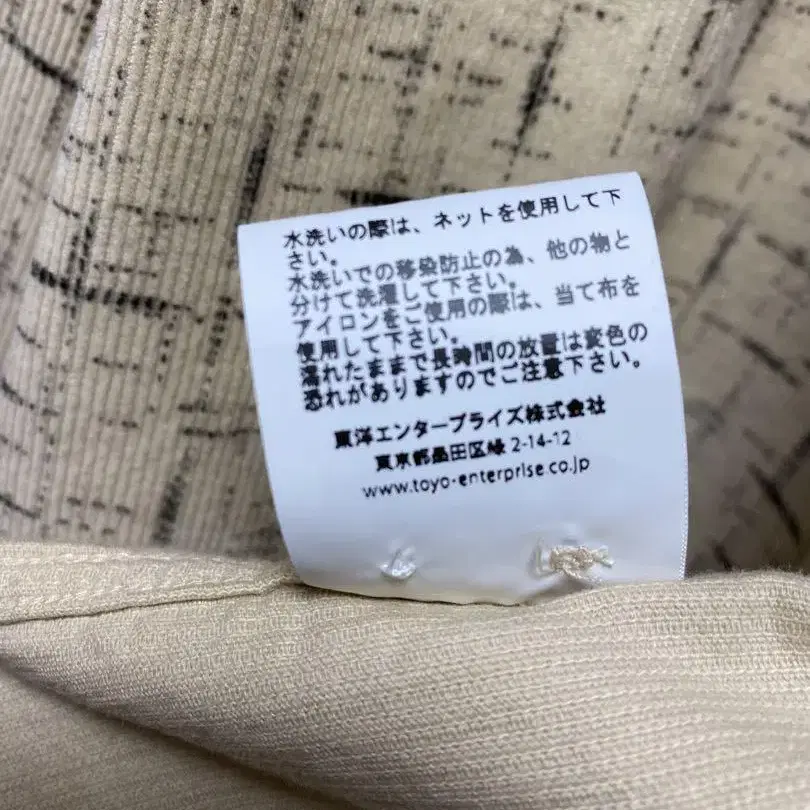 水洗いの際は、ネットを使用して下
さい。
水洗いでの移染防止の為、他の物と
分けて洗濯して下さい。
アイロンをご使用の際は、当て布を
使用して下さい。
濡れたままで長時間の放置は変色の
恐れがありますのでご注意下さい。
東洋エンタープライズ株式会社
東京都墨田区緑 2-14-12
www.toyo-enterprise.co.jp